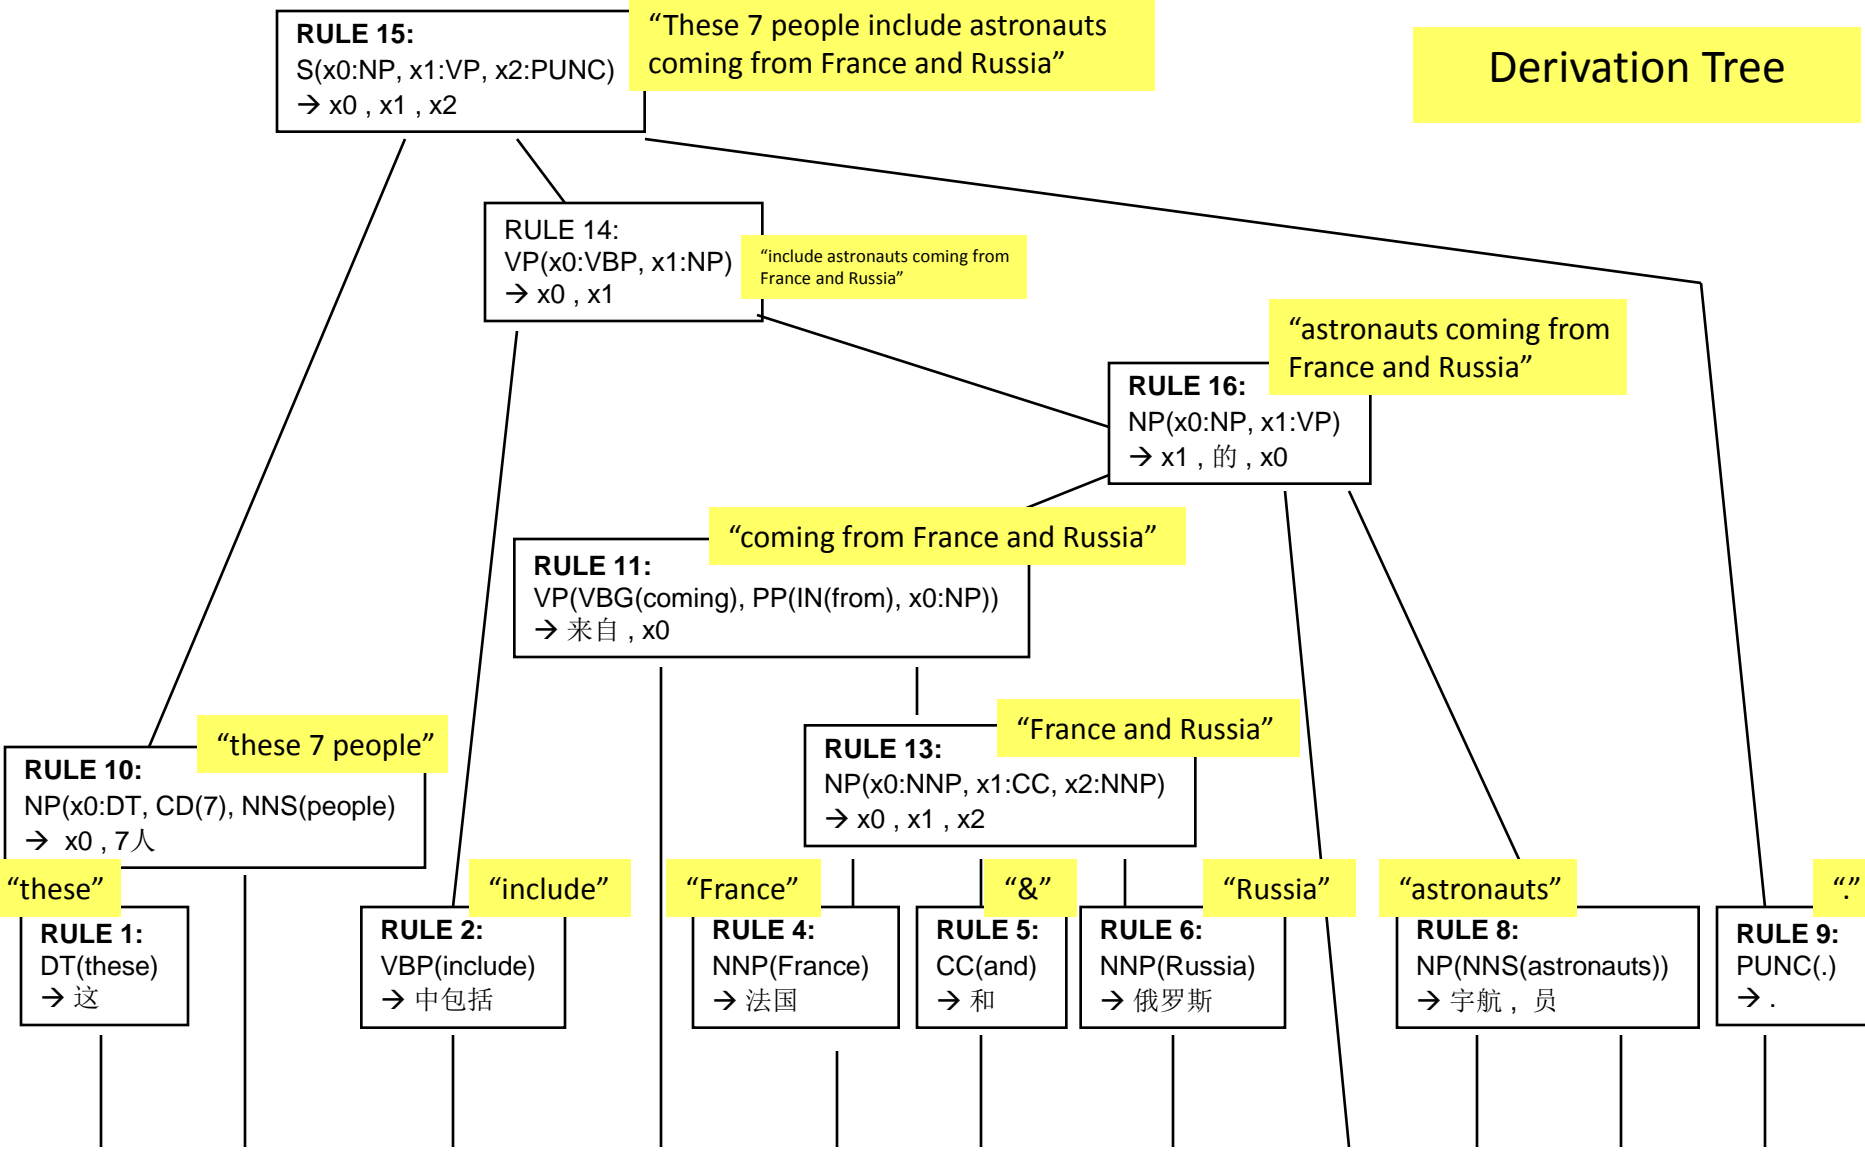 RULE 15:
S(x0:NP, x1:VP, x2:PUNC)
→ x0 , x1 , x2
“These 7 people include astronauts
coming from France and Russia”
Derivation Tree
RULE 14:
VP(x0:VBP, x1:NP)
→ x0 , x1
“include astronauts coming from
France and Russia”
“astronauts coming from
France and Russia”
RULE 16:
NP(x0:NP, x1:VP)
→ x1 , 的 , x0
“coming from France and Russia”
RULE 11:
VP(VBG(coming), PP(IN(from), x0:NP))
→ 来自 , x0
“these 7 people”
RULE 10:
NP(x0:DT, CD(7), NNS(people)
→ x0 , 7人
“France and Russia”
RULE 13:
NP(x0:NNP, x1:CC, x2:NNP)
→ x0 , x1 , x2
“these”
RULE 1:
DT(these)
→ 这
“include”
RULE 2:
VBP(include)
→ 中包括
“France”
RULE 4:
NNP(France)
→ 法国
“&”
RULE 5:
CC(and)
→ 和
“Russia”
RULE 6:
NNP(Russia)
→ 俄罗斯
“astronauts”
RULE 8:
NP(NNS(astronauts))
→ 宇航 , 员
“.”
RULE 9:
PUNC(.)
→ .